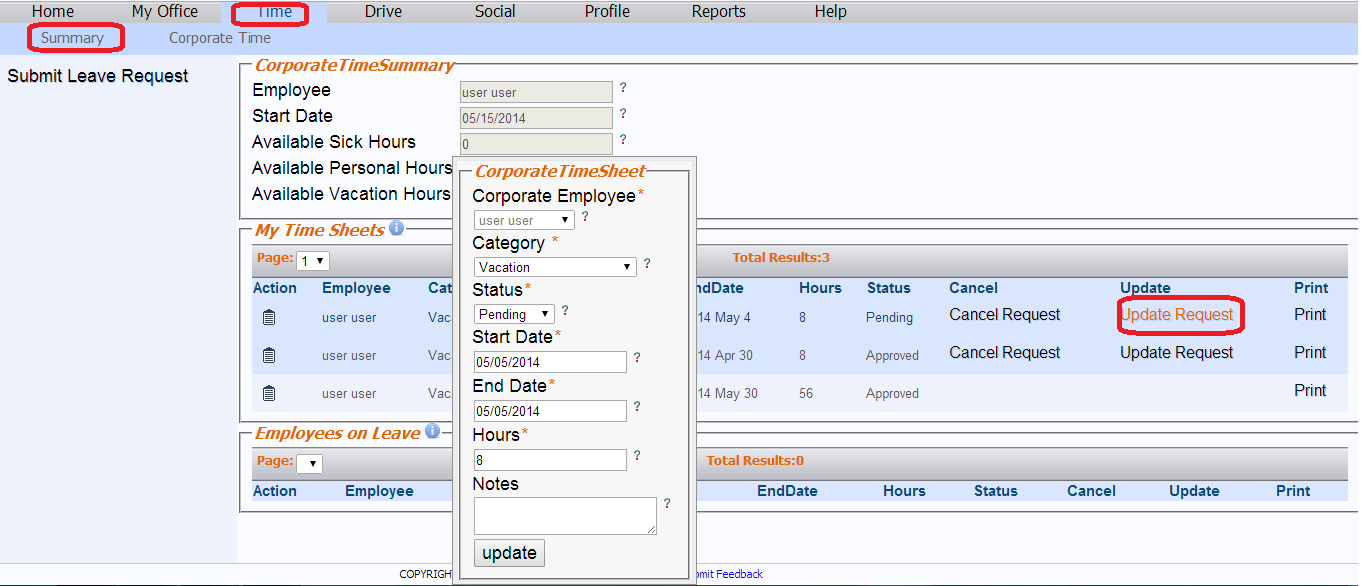 Home My Office Time Drive Social Profile Reports Help
Summary Corporate Time
Submit Leave Request
CorporateTimeSummary
Employee user user ?
Start Date 05/15/2014 ?
Available Sick Hours 0 ?
Available Personal Hours
Available Vacation Hours
CorporateTimeSheet
Corporate Employee*
user user ?
Category *
Vacation ?
Status*
Pending ?
Start Date*
05/05/2014 ?
End Date*
05/05/2014 ?
Hours*
8 ?
Notes
?
update
My Time Sheets
Page: 1 Total Results:3
Action Employee Cat ndDate Hours Status Cancel Update Print
user user Vac 14 May 4 8 Pending Cancel Request Update Request Print
user user Vac 14 Apr 30 8 Approved Cancel Request Update Request Print
user user Vac 14 May 30 56 Approved Print
Employees on Leave
Page: Total Results:0
Action Employee EndDate Hours Status Cancel Update Print
COPYRIGH bmit Feedback